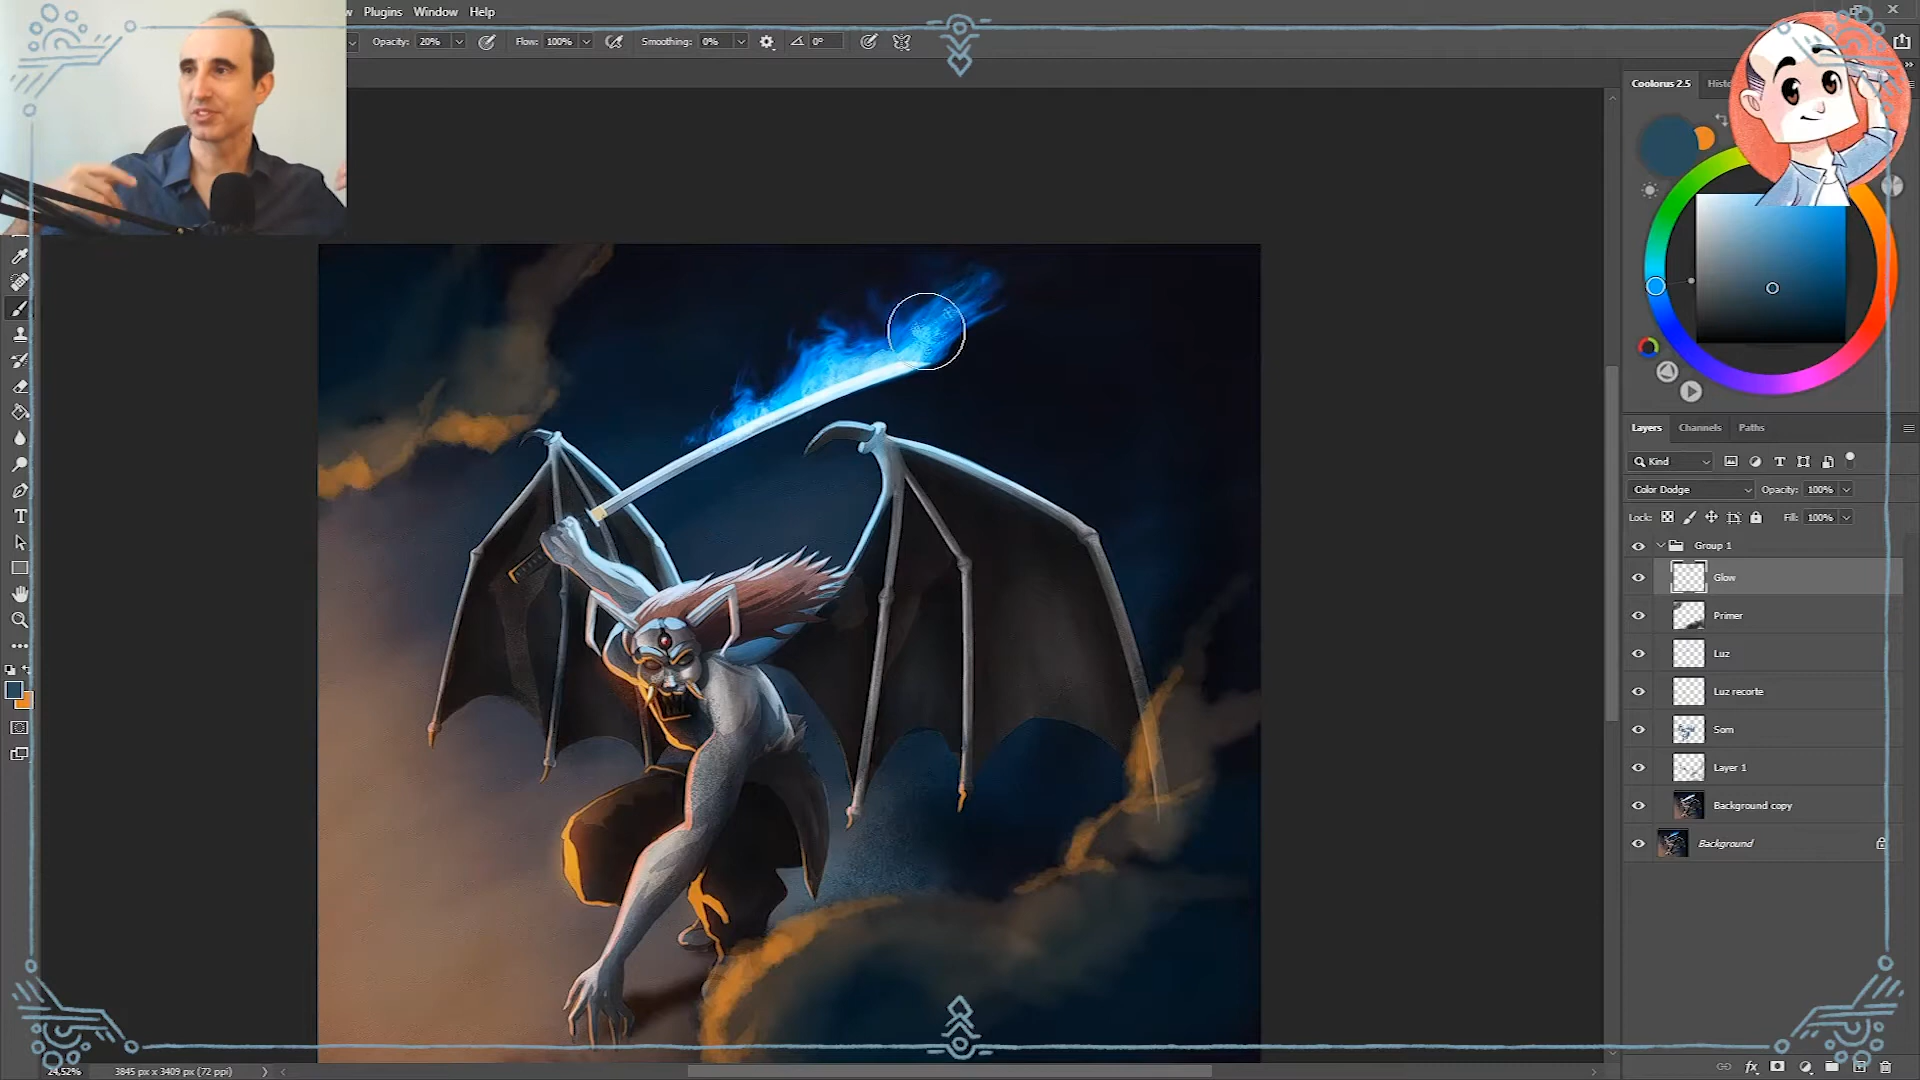 Plugins Window Help
Opacity: 20% Flow: 100% Smoothing: 0% 0°
Coolorus 2.5 Histo
Layers Channels Paths
Kind
Color Dodge Opacity: 100%
Lock: Fill: 100%
Group 1
Glow
Primer
Luz
Luz recorte
Som
Layer 1
Background copy
Background
24,52% 3845 px x 3409 px (72 ppi)